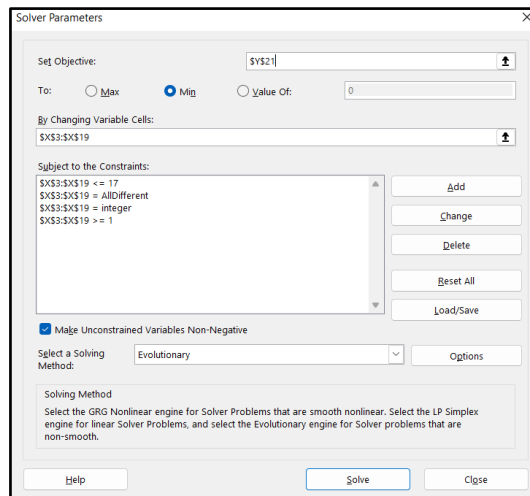 Solver Parameters
Set Objective: $Y$21
To: Max Min Value Of: 0
By Changing Variable Cells:
$X$3:$X$19
Subject to the Constraints:
$X$3:$X$19 <= 17
$X$3:$X$19 = AllDifferent
$X$3:$X$19 = integer
$X$3:$X$19 >= 1
Add
Change
Delete
Reset All
Load/Save
Make Unconstrained Variables Non-Negative
Select a Solving Method: Evolutionary
Options
Solving Method
Select the GRG Nonlinear engine for Solver Problems that are smooth nonlinear. Select the LP Simplex
engine for linear Solver Problems, and select the Evolutionary engine for Solver problems that are
non-smooth.
Help Solve Close